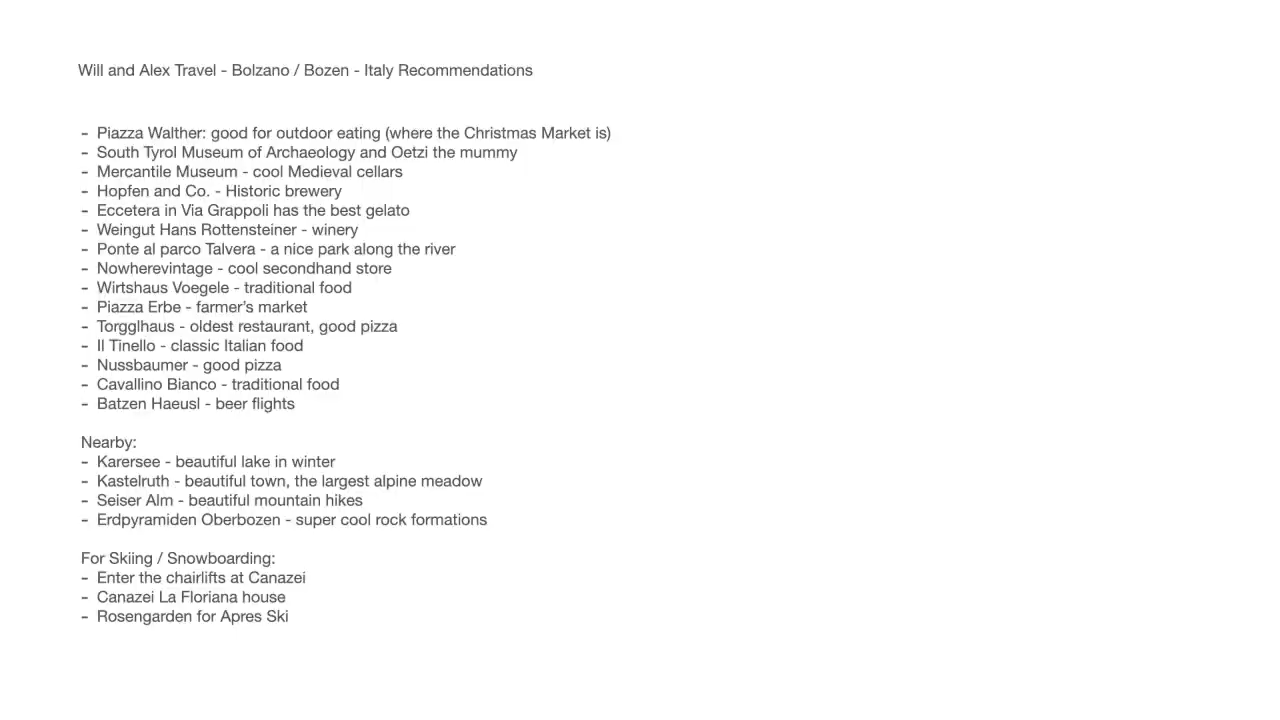 Will and Alex Travel - Bolzano / Bozen - Italy Recommendations
- Piazza Walther: good for outdoor eating (where the Christmas Market is)
- South Tyrol Museum of Archaeology and Oetzi the mummy
- Mercantile Museum - cool Medieval cellars
- Hopfen and Co. - Historic brewery
- Eccetera in Via Grappoli has the best gelato
- Weingut Hans Rottensteiner - winery
- Ponte al parco Talvera - a nice park along the river
- Nowherevintage - cool secondhand store
- Wirtshaus Voegele - traditional food
- Piazza Erbe - farmer’s market
- Torgglhaus - oldest restaurant, good pizza
- Il Tinello - classic Italian food
- Nussbaumer - good pizza
- Cavallino Bianco - traditional food
- Batzen Haeusl - beer flights
Nearby:
- Karersee - beautiful lake in winter
- Kastelruth - beautiful town, the largest alpine meadow
- Seiser Alm - beautiful mountain hikes
- Erdpyramiden Oberbozen - super cool rock formations
For Skiing / Snowboarding:
- Enter the chairlifts at Canazei
- Canazei La Floriana house
- Rosengarden for Apres Ski